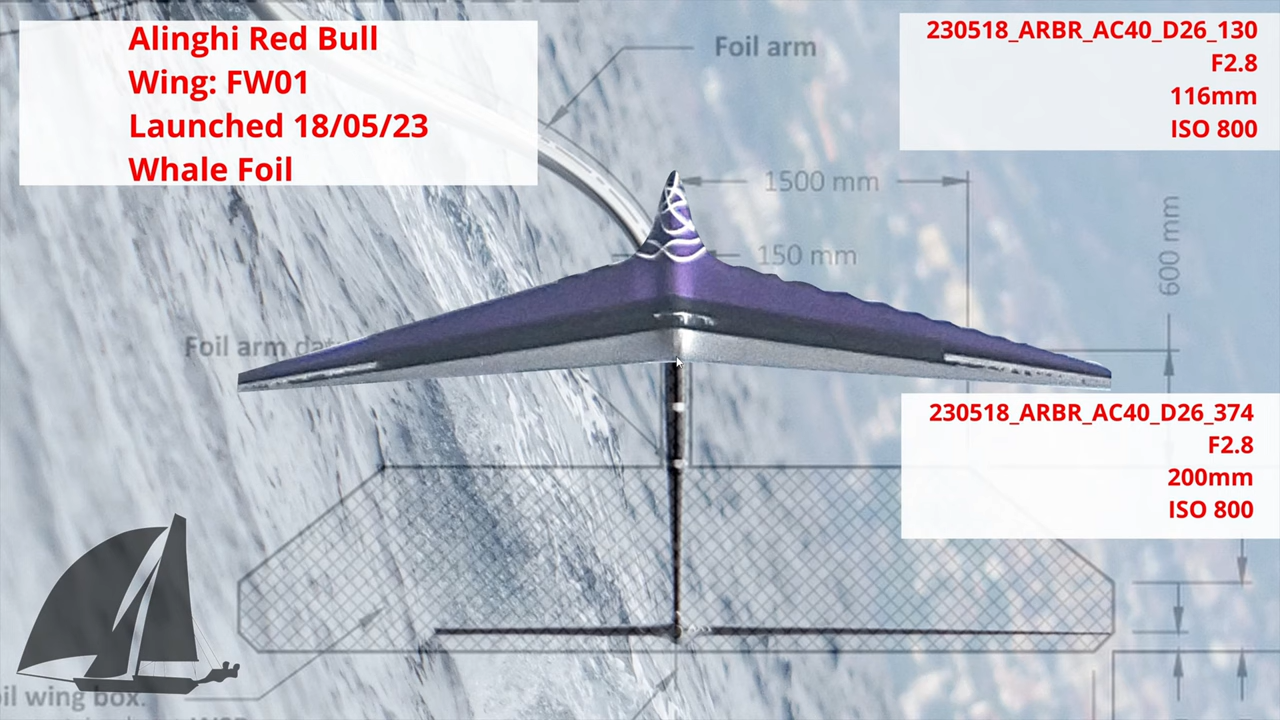 Alinghi Red Bull
Wing: FW01
Launched 18/05/23
Whale Foil
230518_ARBR_AC40_D26_130
F2.8
116mm
ISO 800
Foil arm
1500 mm
150 mm
600 mm
Foil arm
230518_ARBR_AC40_D26_374
F2.8
200mm
ISO 800
wing box.